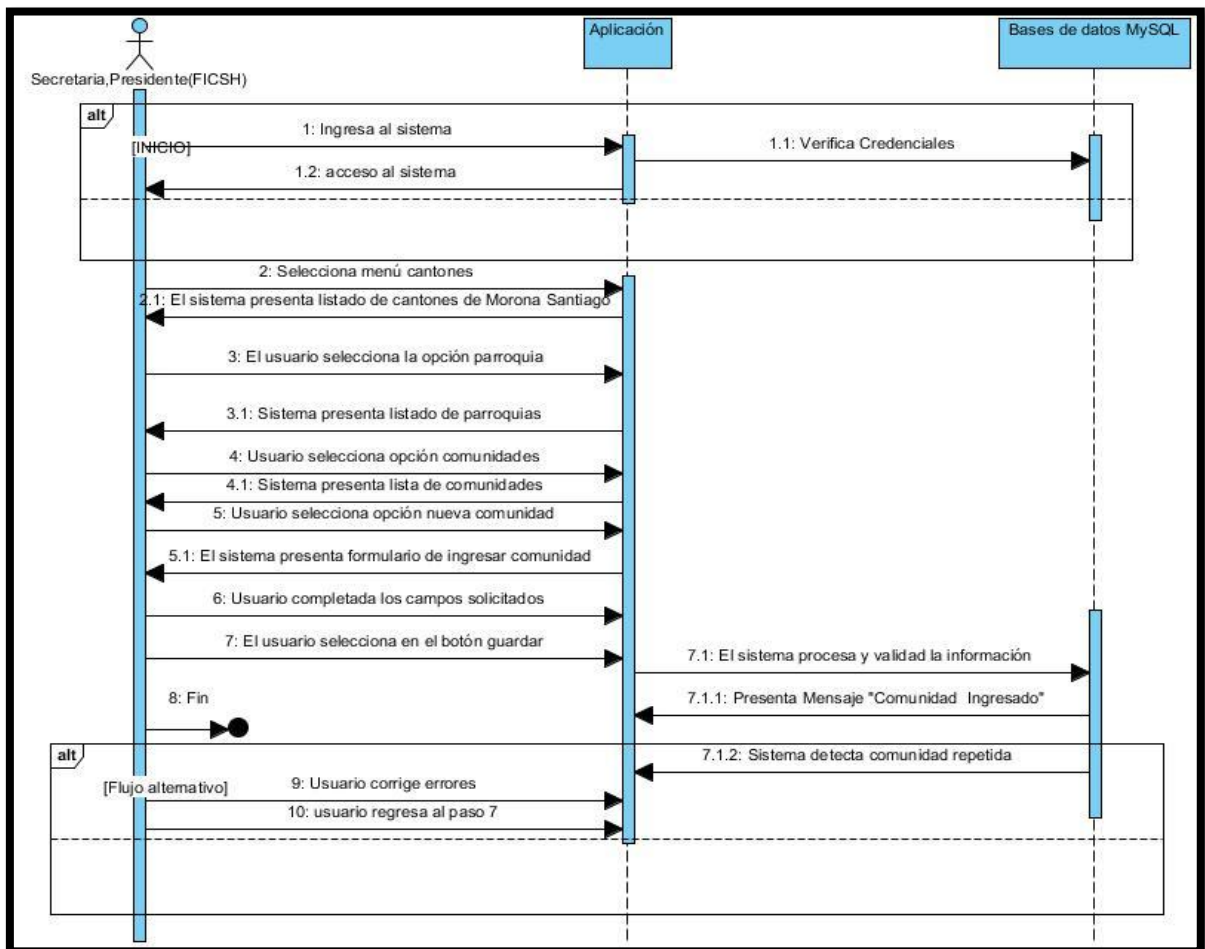 Aplicación
Bases de datos MySQL
Secretaria,Presidente(FICSH)
alt
1: Ingresa al sistema
[INICIO]
1.1: Verifica Credenciales
1.2: acceso al sistema
2: Selecciona menú cantones
2.1: El sistema presenta listado de cantones de Morona Santiago
3: El usuario selecciona la opción parroquia
3.1: Sistema presenta listado de parroquias
4: Usuario selecciona opción comunidades
4.1: Sistema presenta lista de comunidades
5: Usuario selecciona opción nueva comunidad
5.1: El sistema presenta formulario de ingresar comunidad
6: Usuario completada los campos solicitados
7: El usuario selecciona en el botón guardar
7.1: El sistema procesa y validad la información
8: Fin
7.1.1: Presenta Mensaje "Comunidad Ingresado"
alt
7.1.2: Sistema detecta comunidad repetida
[Flujo alternativo]
9: Usuario corrige errores
10: usuario regresa al paso 7